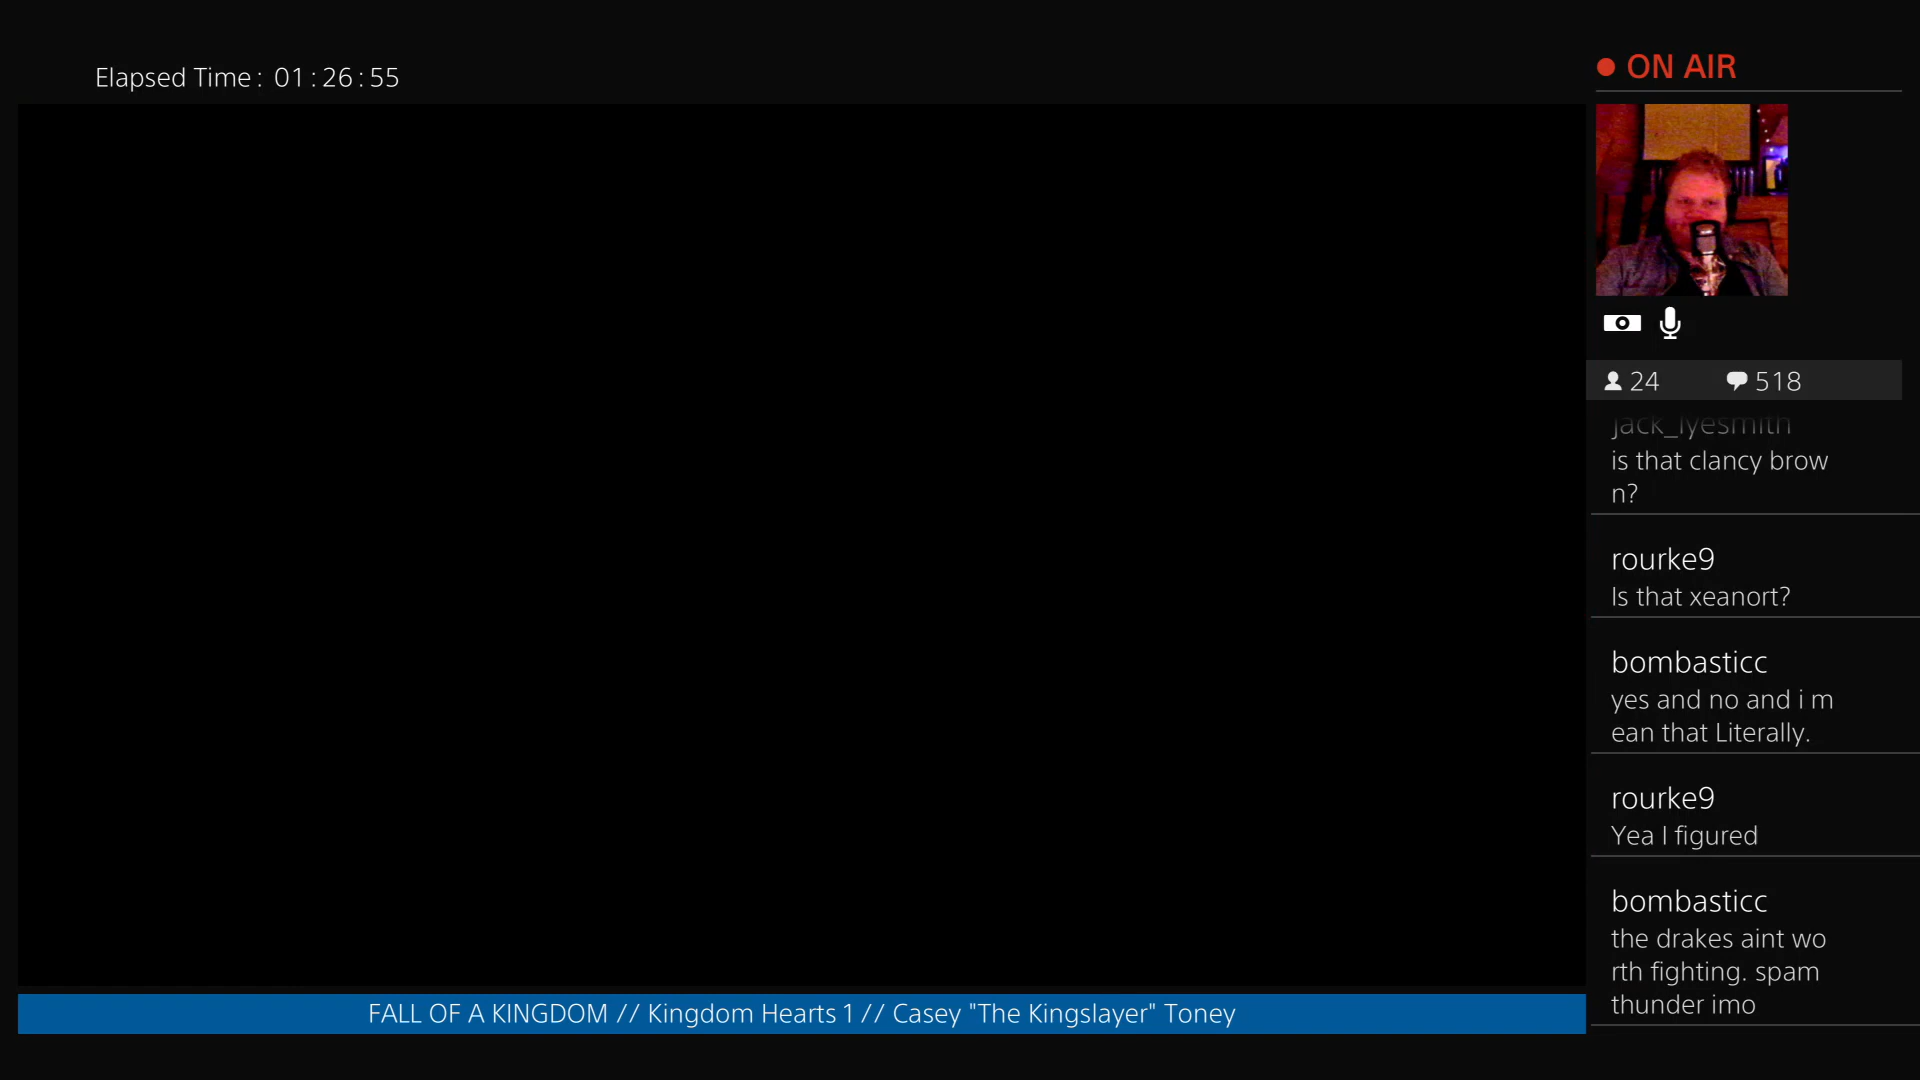 Elapsed Time: 01:26:55
ON AIR
24 518
jack_lyesmith
is that clancy brow
n?
rourke9
Is that xeanort?
bombasticc
yes and no and i m
ean that Literally.
rourke9
Yea I figured
bombasticc
the drakes aint wo
rth fighting. spam
thunder imo
FALL OF A KINGDOM // Kingdom Hearts 1 // Casey "The Kingslayer" Toney